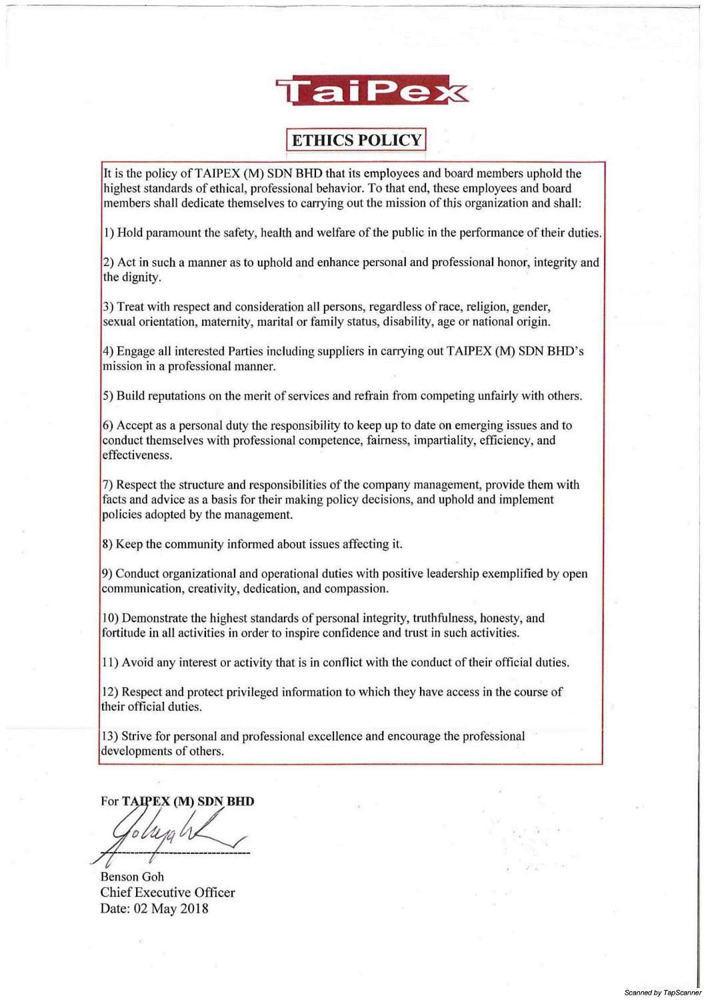 TaiPex
ETHICS POLICY
It is the policy of TAIPEX (M) SDN BHD that its employees and board members uphold the
highest standards of ethical, professional behavior. To that end, these employees and board
members shall dedicate themselves to carrying out the mission of this organization and shall:
1) Hold paramount the safety, health and welfare of the public in the performance of their duties.
2) Act in such a manner as to uphold and enhance personal and professional honor, integrity and
the dignity.
3) Treat with respect and consideration all persons, regardless of race, religion, gender,
sexual orientation, maternity, marital or family status, disability, age or national origin.
4) Engage all interested Parties including suppliers in carrying out TAIPEX (M) SDN BHD's
mission in a professional manner.
5) Build reputations on the merit of services and refrain from competing unfairly with others.
6) Accept as a personal duty the responsibility to keep up to date on emerging issues and to
conduct themselves with professional competence, fairness, impartiality, efficiency, and
effectiveness.
7) Respect the structure and responsibilities of the company management, provide them with
facts and advice as a basis for their making policy decisions, and uphold and implement
policies adopted by the management.
8) Keep the community informed about issues affecting it.
9) Conduct organizational and operational duties with positive leadership exemplified by open
communication, creativity, dedication, and compassion.
10) Demonstrate the highest standards of personal integrity, truthfulness, honesty, and
fortitude in all activities in order to inspire confidence and trust in such activities.
11) Avoid any interest or activity that is in conflict with the conduct of their official duties.
12) Respect and protect privileged information to which they have access in the course of
their official duties.
13) Strive for personal and professional excellence and encourage the professional
developments of others.
For TAIPEX (M) SDN BHD
Benson Goh
Chief Executive Officer
Date: 02 May 2018
Scanned by TapScanner